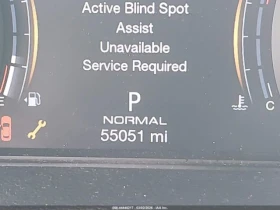 Active Blind Spot
Assist
Unavailable
Service Required
P
NORMAL
55051 mi
E
C